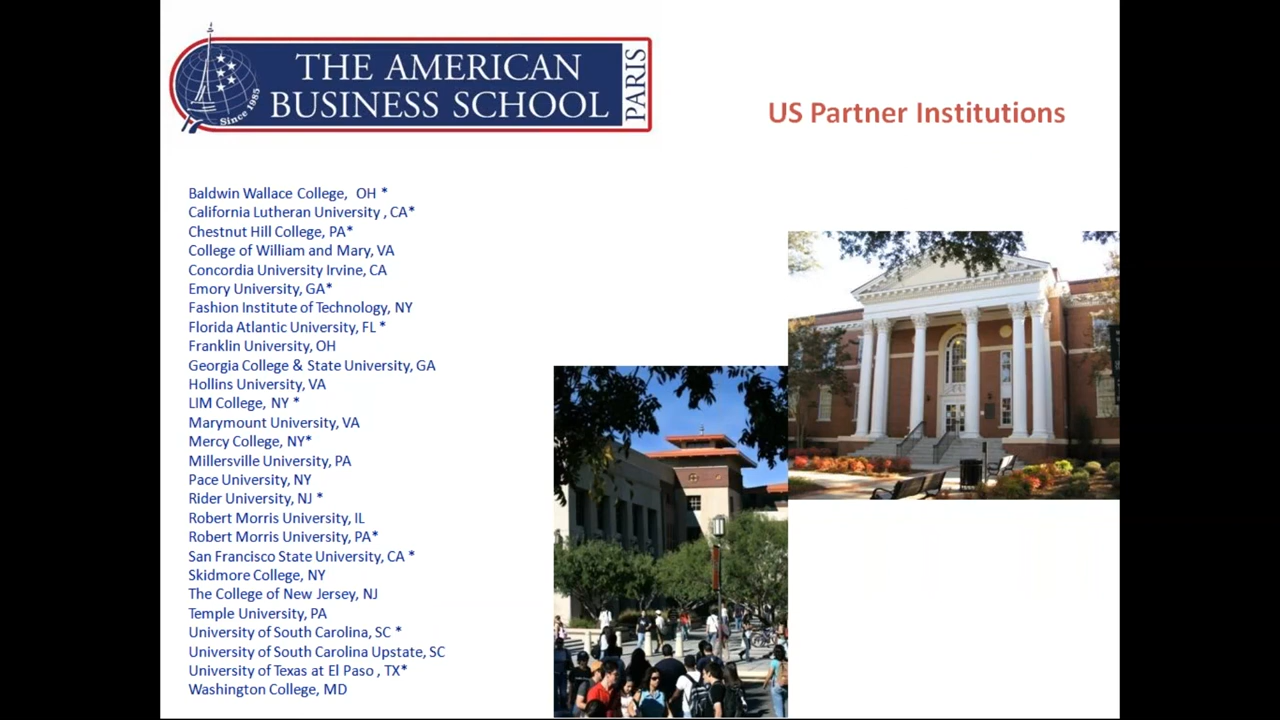 THE AMERICAN
BUSINESS SCHOOL
PARIS
Since 1985
US Partner Institutions
Baldwin Wallace College,  OH *
California Lutheran University , CA*
Chestnut Hill College, PA*
College of William and Mary, VA
Concordia University Irvine, CA
Emory University, GA*
Fashion Institute of Technology, NY
Florida Atlantic University, FL *
Franklin University, OH
Georgia College & State University, GA
Hollins University, VA
LIM College, NY *
Marymount University, VA
Mercy College, NY*
Millersville University, PA
Pace University, NY
Rider University, NJ *
Robert Morris University, IL
Robert Morris University, PA*
San Francisco State University, CA *
Skidmore College, NY
The College of New Jersey, NJ
Temple University, PA
University of South Carolina, SC *
University of South Carolina Upstate, SC
University of Texas at El Paso , TX*
Washington College, MD